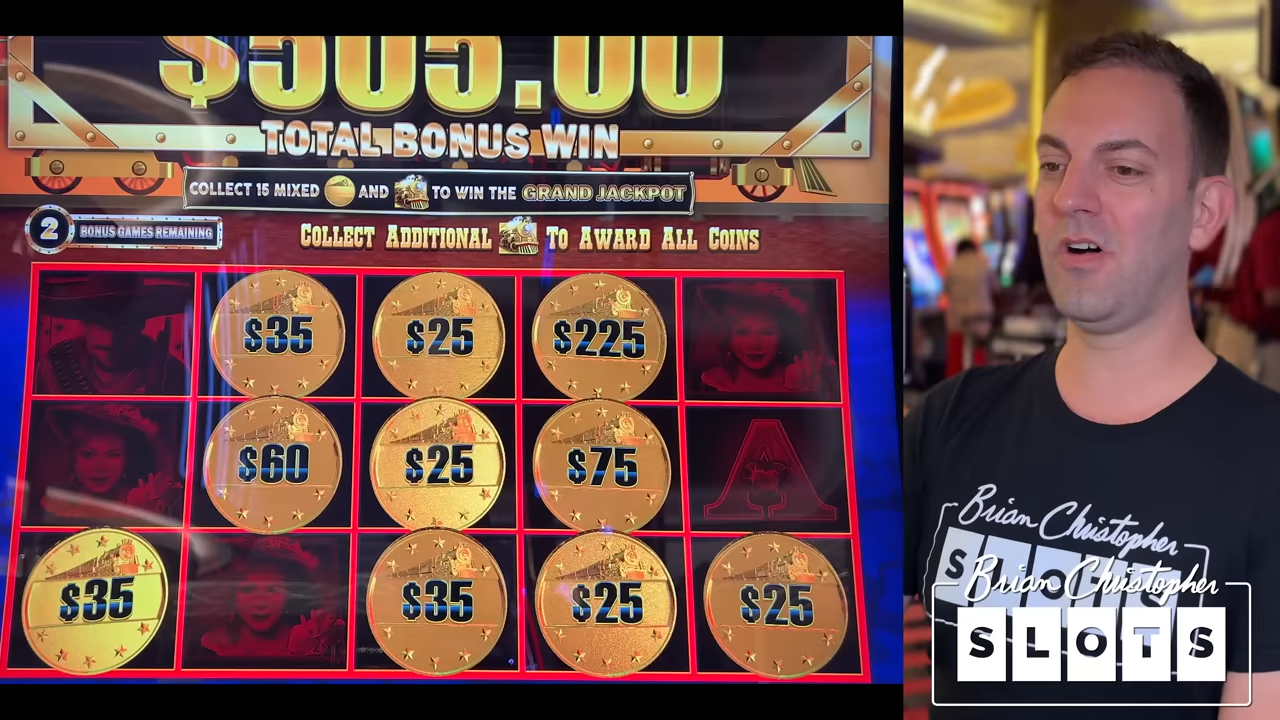 $505.00
TOTAL BONUS WIN
COLLECT 15 MIXED AND TO WIN THE GRAND JACKPOT
2 BONUS GAMES REMAINING
COLLECT ADDITIONAL TO AWARD ALL COINS
$35 $25 $225
$60 $25 $75 A
$35 $35 $25 $25
Brian Christopher
SLOTS
Brian Christopher
SLOTS